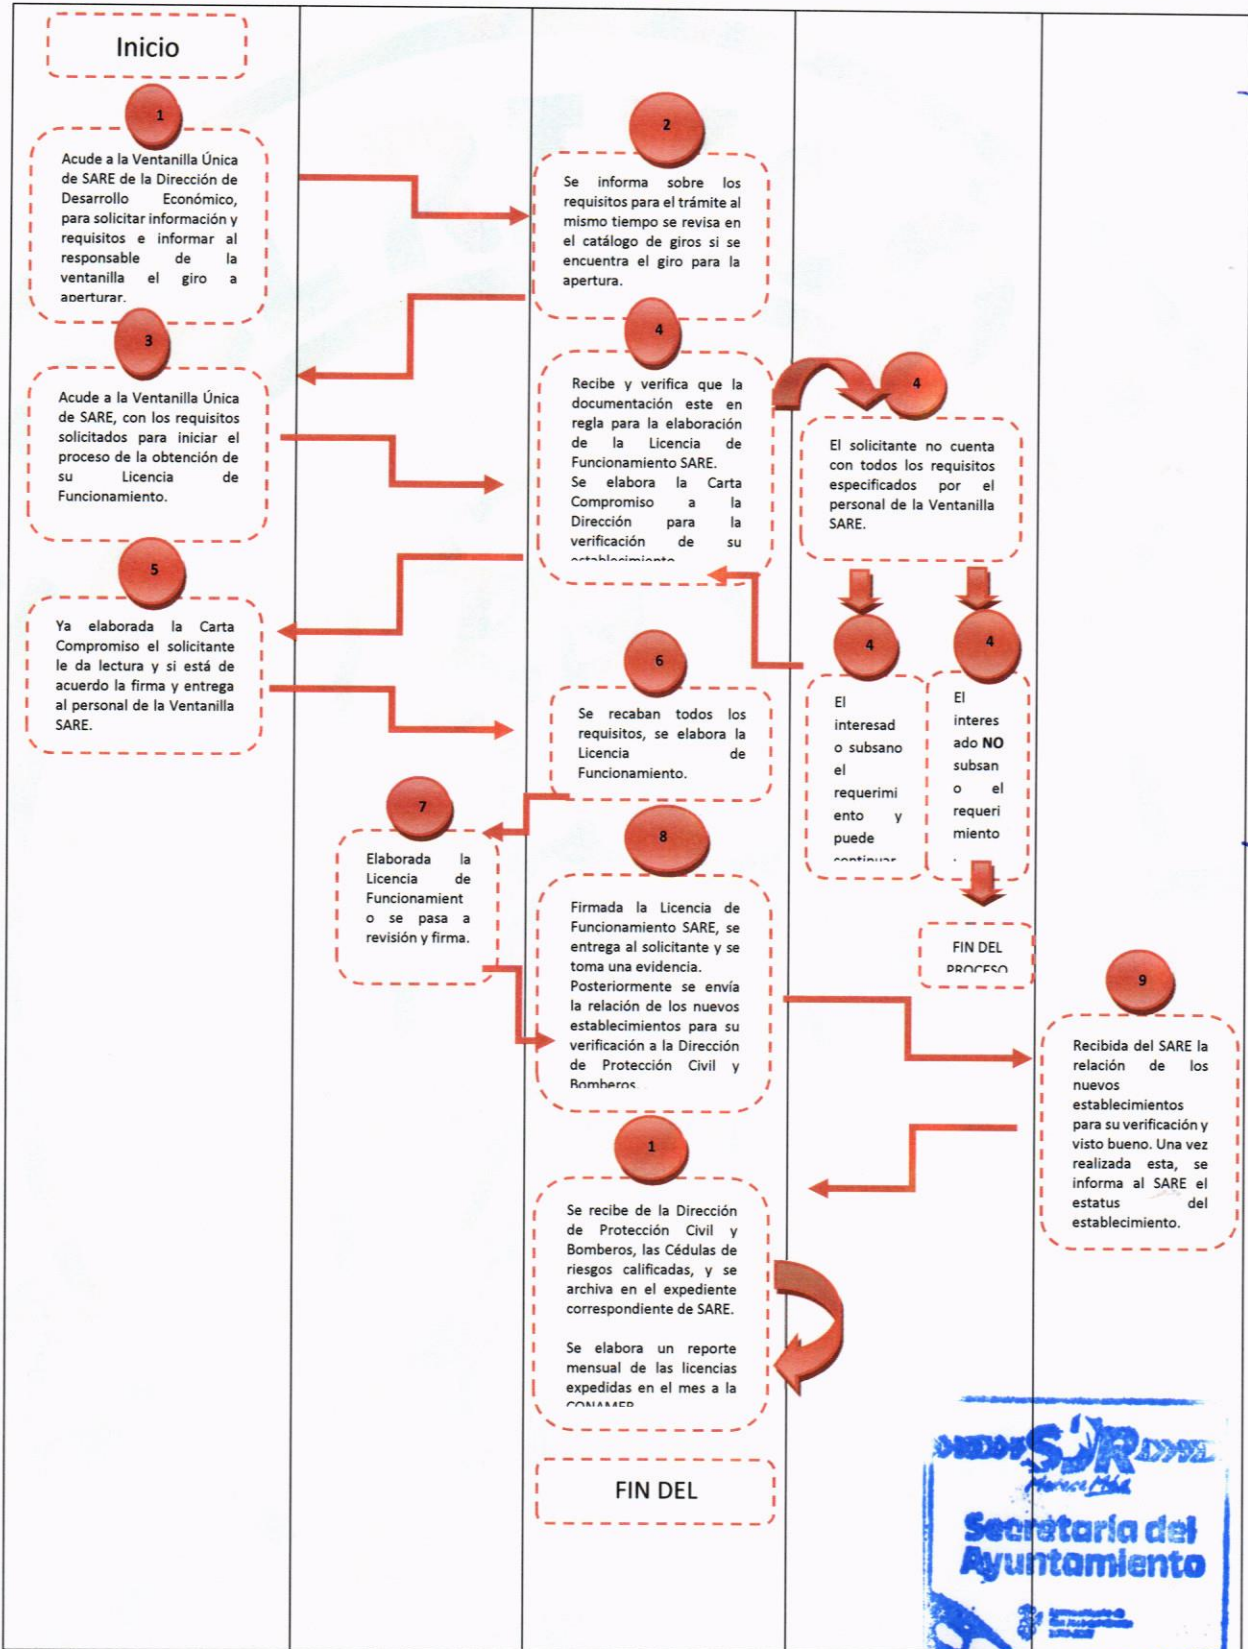 Inicio
1
Acude a la Ventanilla Única
de SARE de la Dirección de
Desarrollo Económico,
para solicitar información y
requisitos e informar al
responsable de la
ventanilla el giro a
aperturar.
2
Se informa sobre los
requisitos para el trámite al
mismo tiempo se revisa en
el catálogo de giros si se
encuentra el giro para la
apertura.
3
Acude a la Ventanilla Única
de SARE, con los requisitos
solicitados para iniciar el
proceso de la obtención de
su Licencia de
Funcionamiento.
4
Recibe y verifica que la
documentación este en
regla para la elaboración
de la Licencia de
Funcionamiento SARE.
Se elabora la Carta
Compromiso a la
Dirección para la
verificación de su
establecimiento
4
El solicitante no cuenta
con todos los requisitos
especificados por el
personal de la Ventanilla
SARE.
4
El
interesad
o subsano
el
requerimi
ento y
puede
continuar
4
El
interes
ado NO
subsan
o el
requeri
miento
.
FIN DEL
PROCESO
5
Ya elaborada la Carta
Compromiso el solicitante
le da lectura y si está de
acuerdo la firma y entrega
al personal de la Ventanilla
SARE.
6
Se recaban todos los
requisitos, se elabora la
Licencia de
Funcionamiento.
7
Elaborada la
Licencia de
Funcionamient
o se pasa a
revisión y firma.
8
Firmada la Licencia de
Funcionamiento SARE, se
entrega al solicitante y se
toma una evidencia.
Posteriormente se envía
la relación de los nuevos
establecimientos para su
verificación a la Dirección
de Protección Civil y
Bomberos.
9
Recibida del SARE la
relación de los
nuevos
establecimientos
para su verificación y
visto bueno. Una vez
realizada esta, se
informa al SARE el
estatus del
establecimiento.
1
Se recibe de la Dirección
de Protección Civil y
Bomberos, las Cédulas de
riesgos calificadas, y se
archiva en el expediente
correspondiente de SARE.
Se elabora un reporte
mensual de las licencias
expedidas en el mes a la
CONAMER
FIN DEL
SUR
Merece Más
Secretaría del
Ayuntamiento